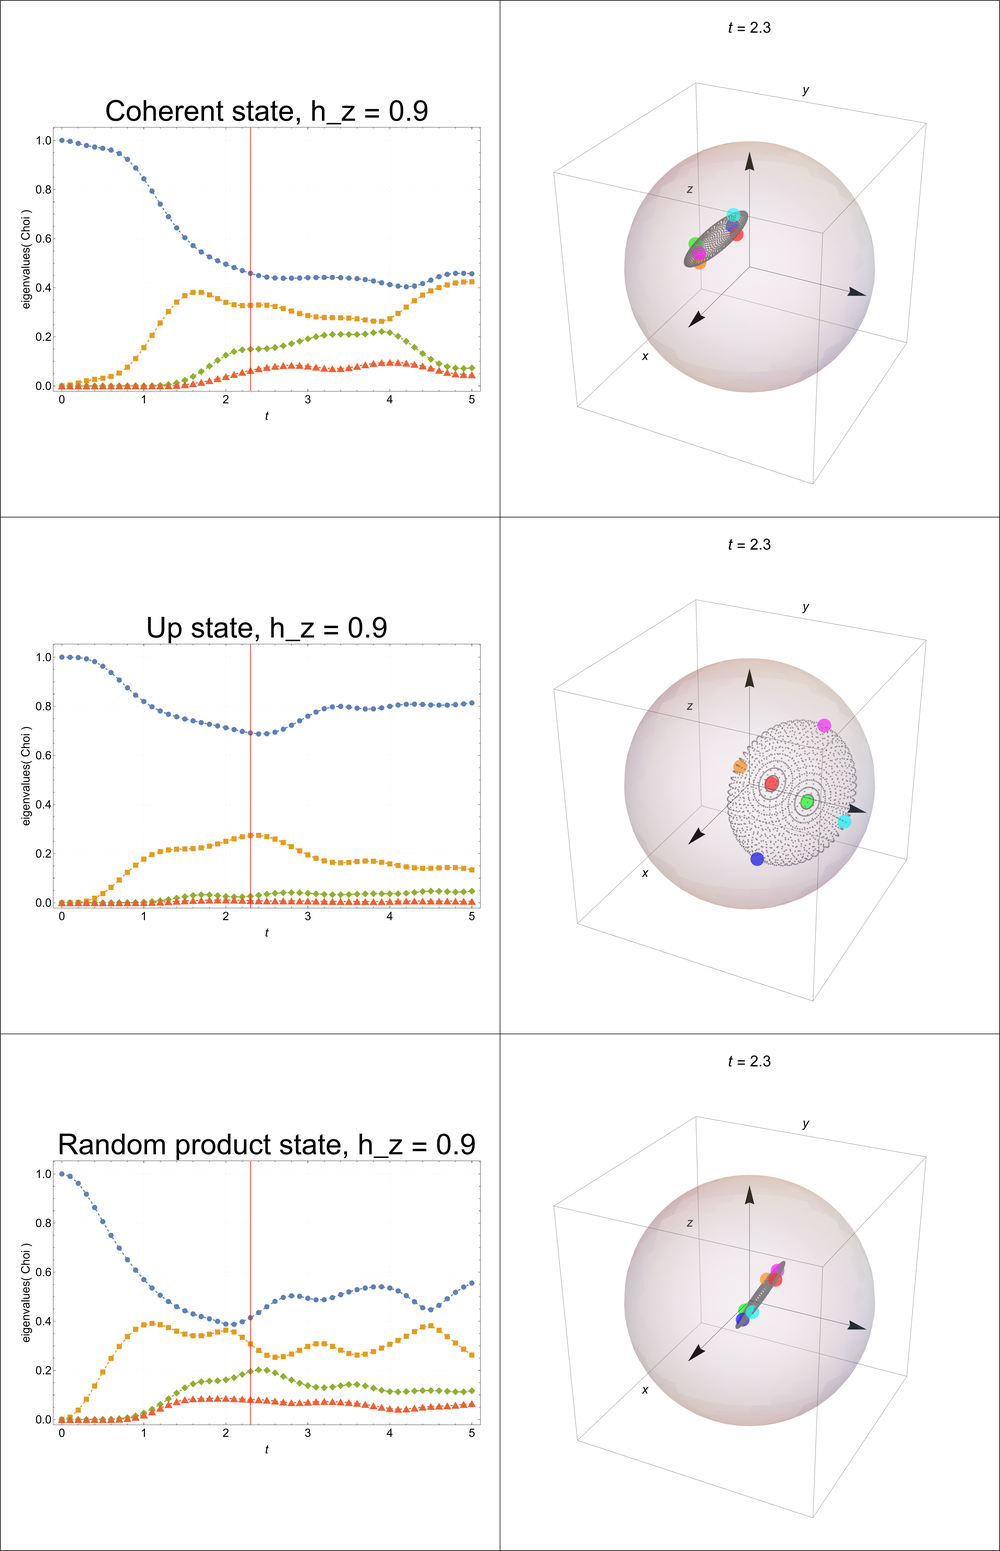 t = 2.3
Coherent state, h_z = 0.9
eigenvalues( Choi )
1.0
0.8
0.6
0.4
0.2
0.0
0 1 2 3 4 5
t
y
z
x
t = 2.3
Up state, h_z = 0.9
eigenvalues( Choi )
1.0
0.8
0.6
0.4
0.2
0.0
0 1 2 3 4 5
t
y
z
x
t = 2.3
Random product state, h_z = 0.9
eigenvalues( Choi )
1.0
0.8
0.6
0.4
0.2
0.0
0 1 2 3 4 5
t
y
z
x